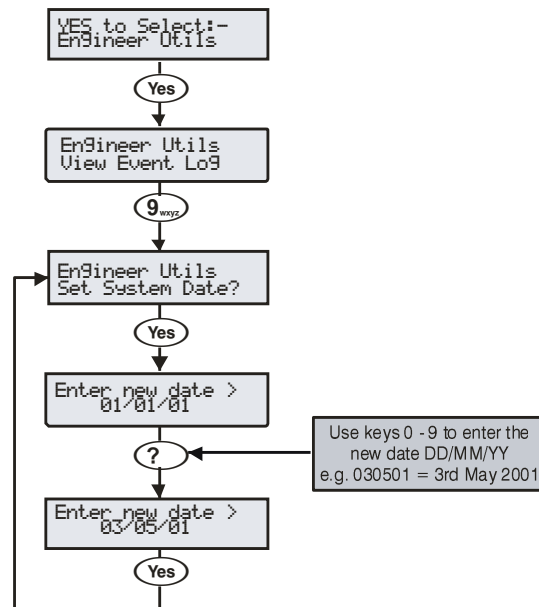 YES to Select:-
Engineer Utils
Yes
Engineer Utils
View Event Log
9wxyz
Engineer Utils
Set System Date?
Yes
Enter new date >
01/01/01
?
Use keys 0 - 9 to enter the
new date DD/MM/YY
e.g. 030501 = 3rd May 2001
Enter new date >
03/05/01
Yes